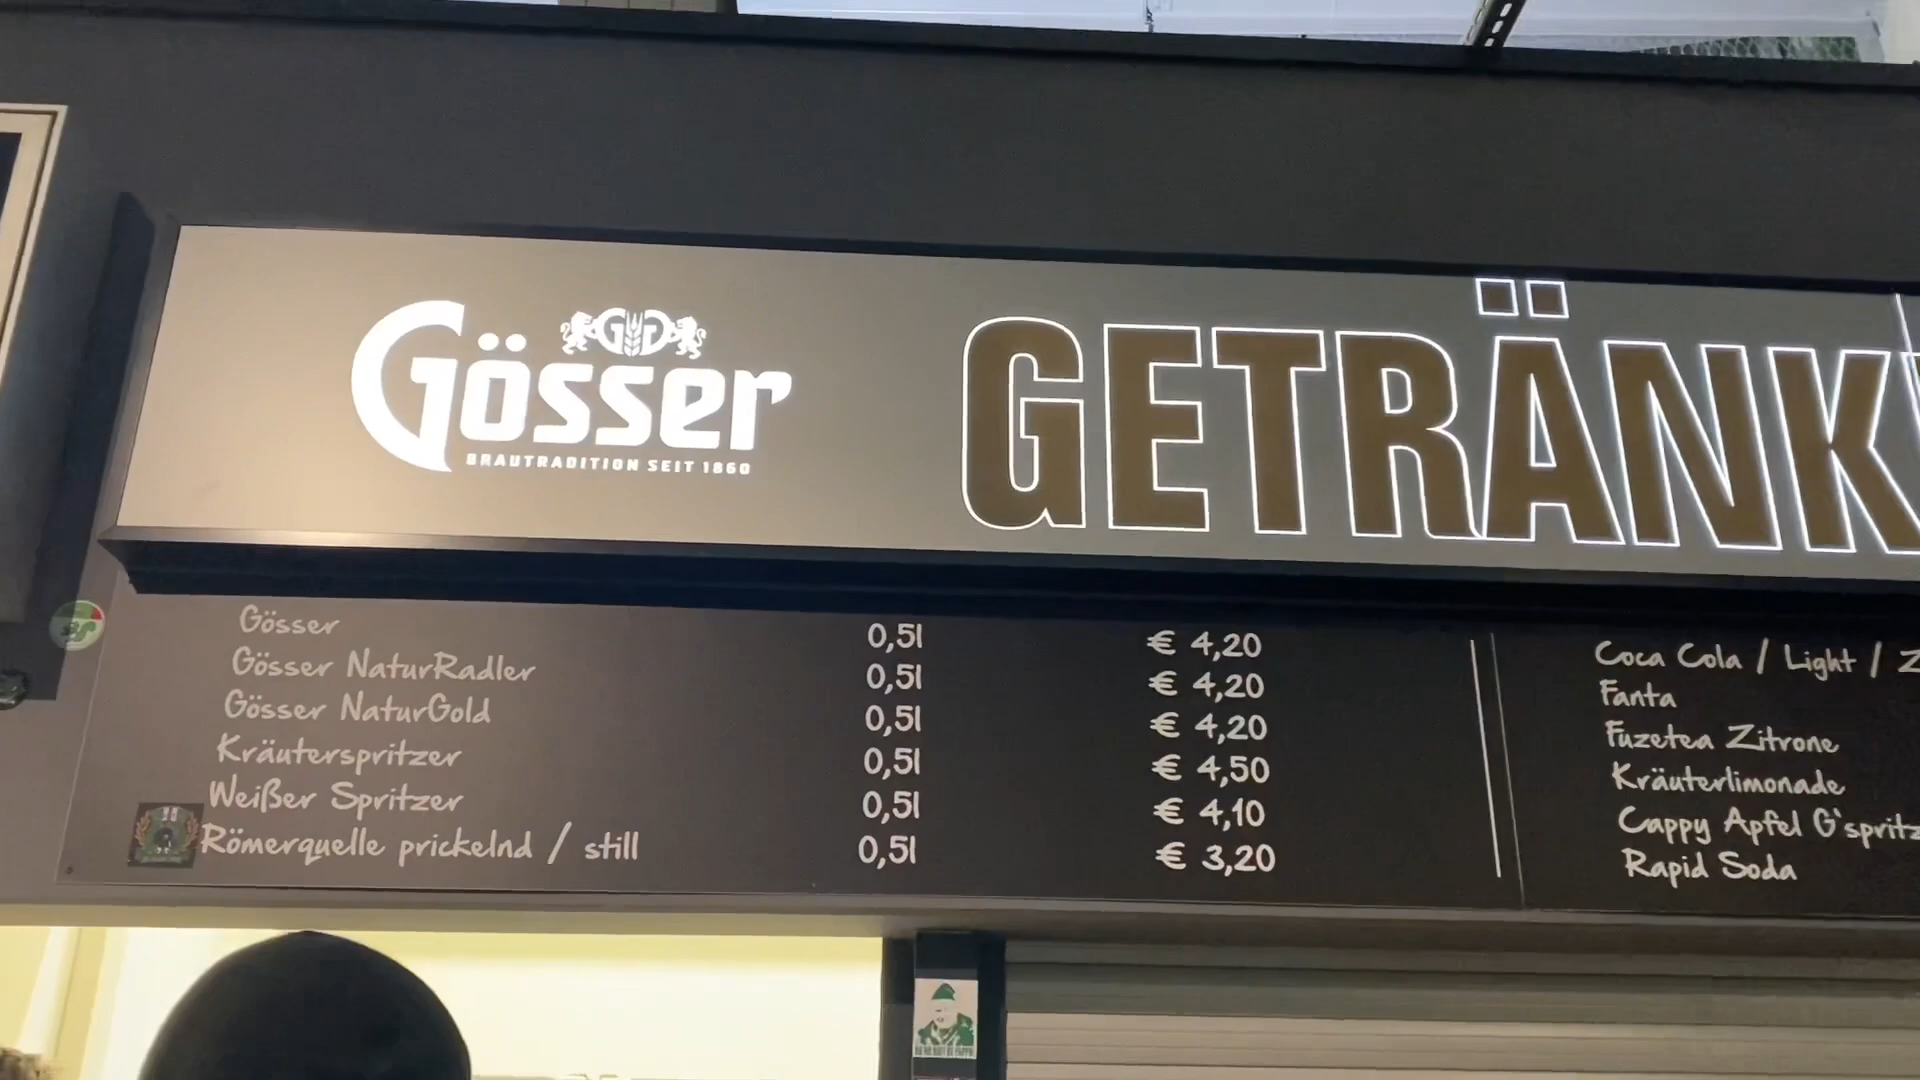 Gösser
BRAUTRADITION SEIT 1860
GETRÄNK
Gösser 0,5l € 4,20
Gösser NaturRadler 0,5l € 4,20
Gösser NaturGold 0,5l € 4,20
Kräuterspritzer 0,5l € 4,50
Weißer Spritzer 0,5l € 4,10
Römerquelle prickelnd / still 0,5l € 3,20
Coca Cola / Light / Z
Fanta
Fuzetea Zitrone
Kräuterlimonade
Cappy Apfel G'spritz
Rapid Soda